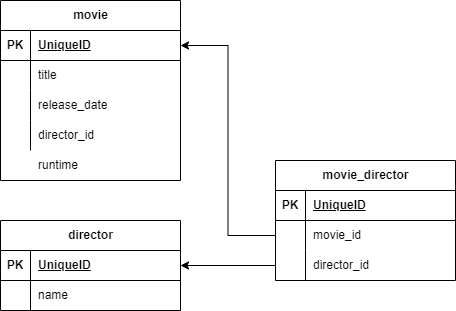 movie
PK UniqueID
title
release_date
director_id
runtime
movie_director
PK UniqueID
movie_id
director_id
director
PK UniqueID
name